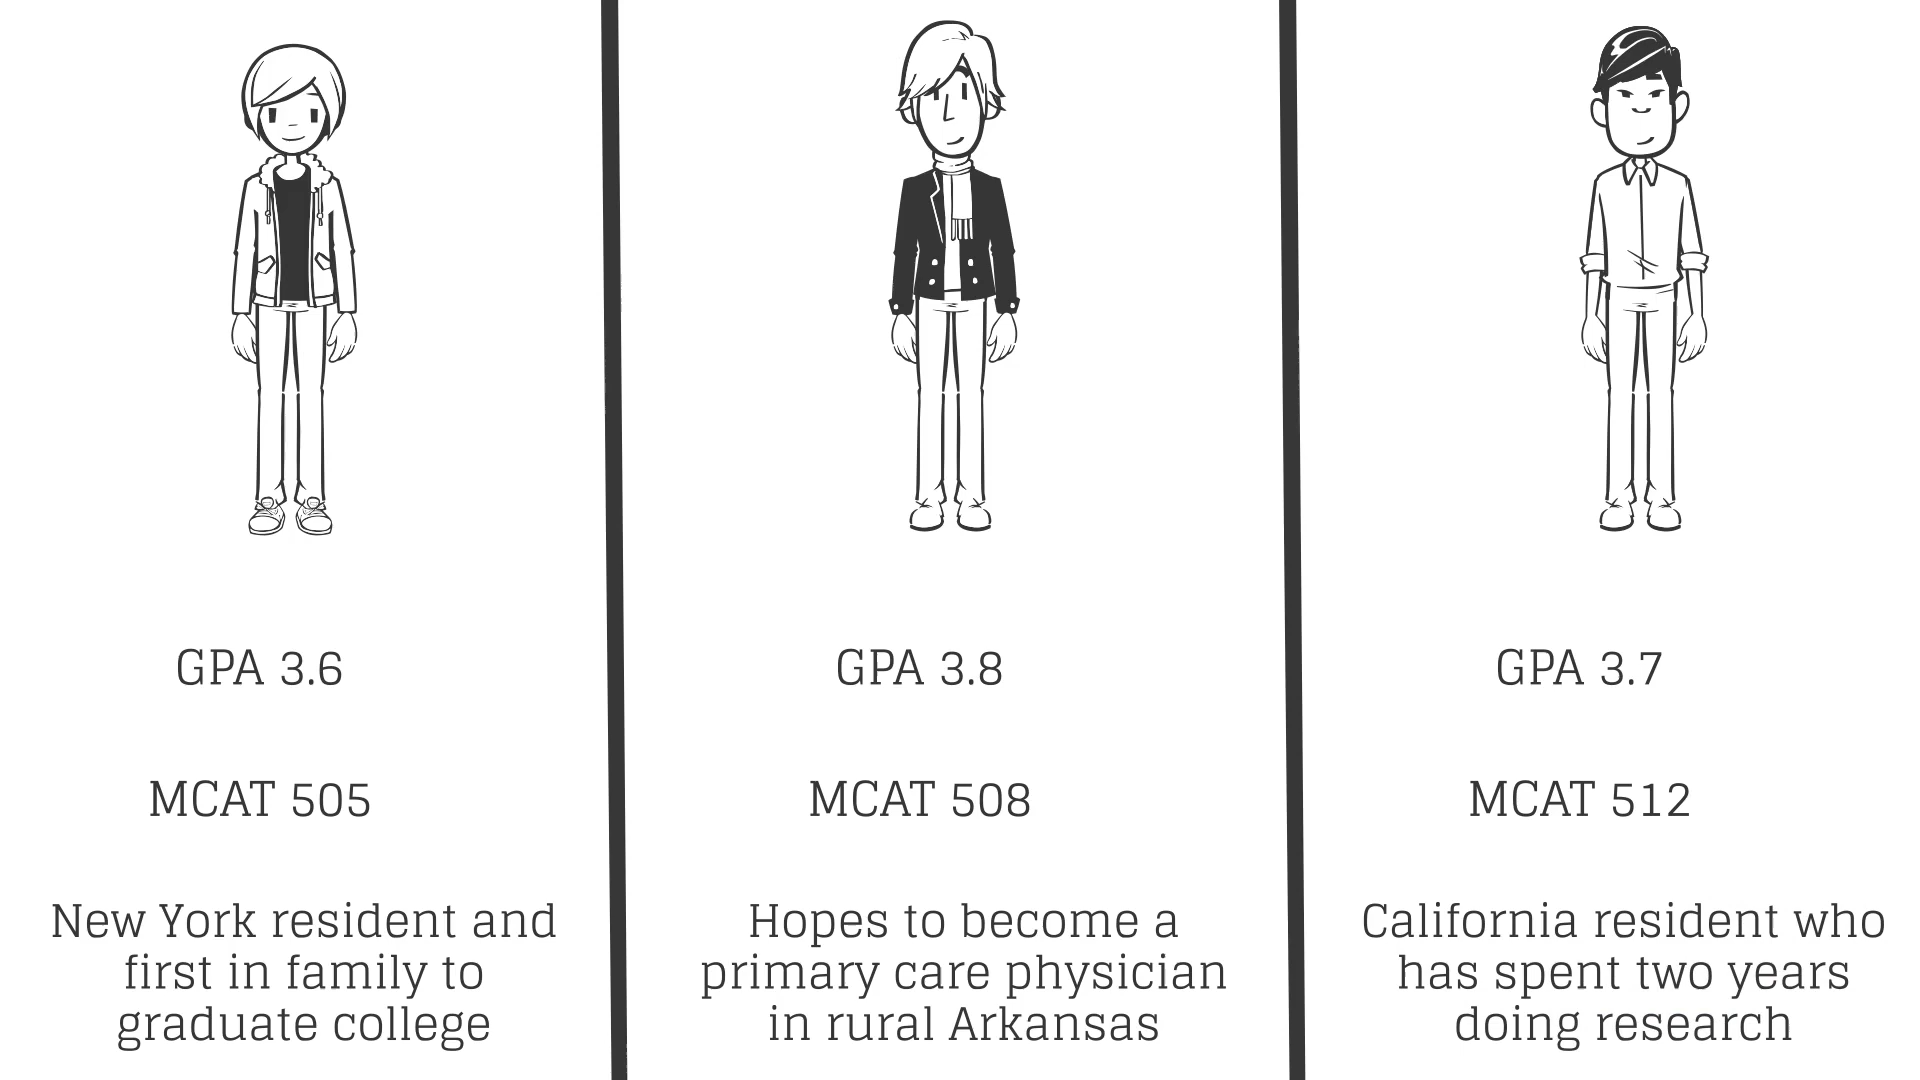 GPA 3.6
MCAT 505
New York resident and
first in family to
graduate college
GPA 3.8
MCAT 508
Hopes to become a
primary care physician
in rural Arkansas
GPA 3.7
MCAT 512
California resident who
has spent two years
doing research